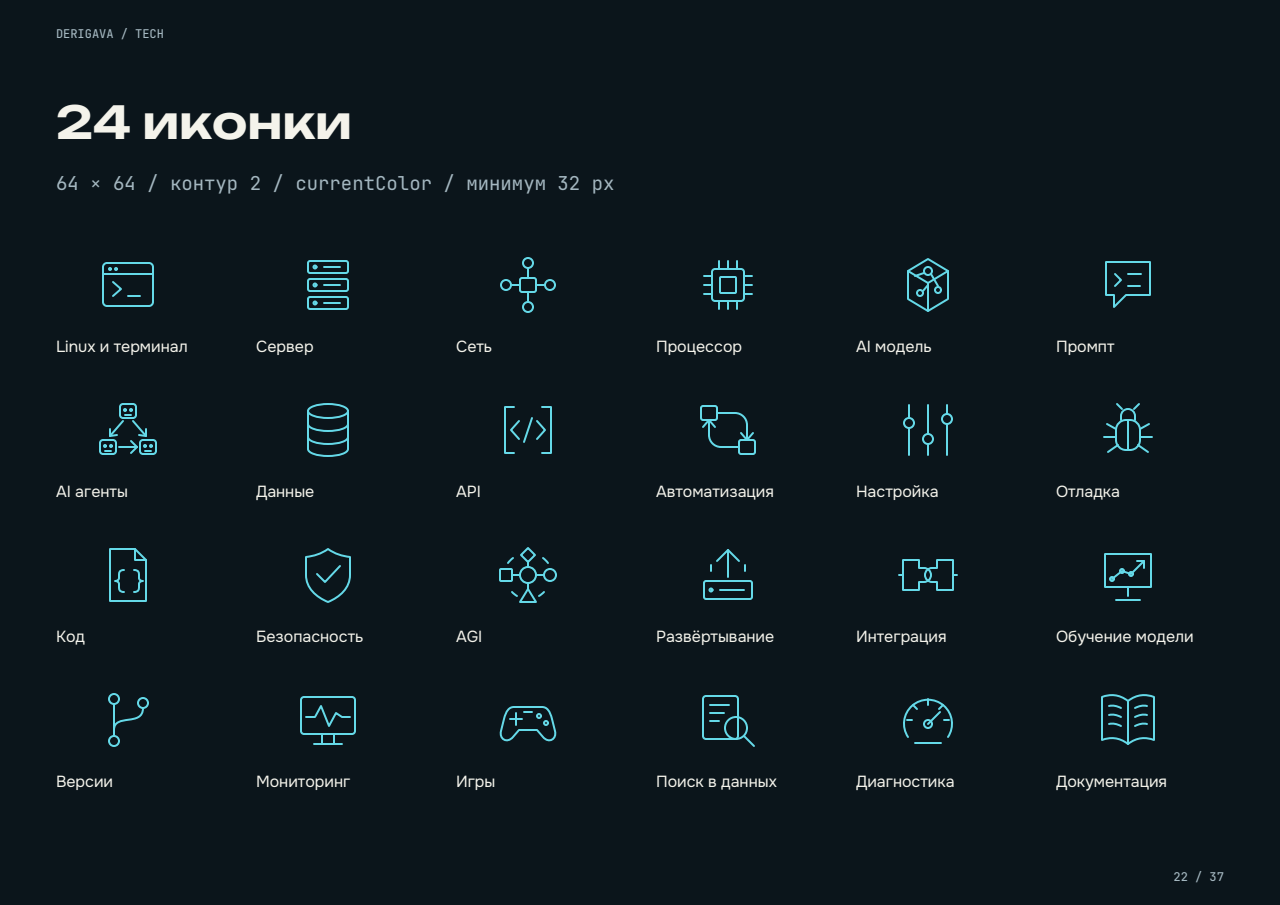 DERIGAVA / TECH
24 иконки
64 × 64 / контур 2 / currentColor / минимум 32 px
Linux и терминал
Сервер
Сеть
Процессор
AI модель
Промпт
AI агенты
Данные
API
Автоматизация
Настройка
Отладка
Код
Безопасность
AGI
Развёртывание
Интеграция
Обучение модели
Версии
Мониторинг
Игры
Поиск в данных
Диагностика
Документация
22 / 37